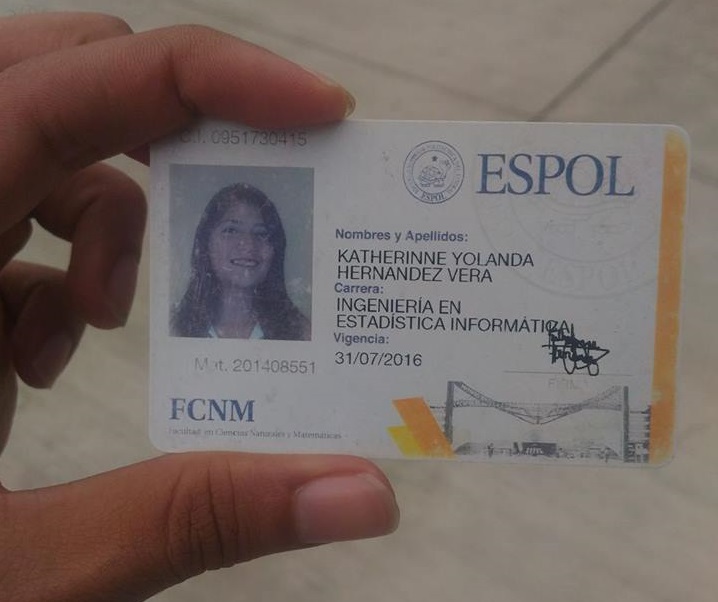 C.I. 0951730415
ESPOL
Nombres y Apellidos:
KATHERINNE YOLANDA
HERNANDEZ VERA
Carrera:
INGENIERÍA EN
ESTADÍSTICA INFORMÁTICA
Vigencia:
31/07/2016
Mat. 201408551
FIRMA
FCNM
Facultad en Ciencias Naturales y Matemáticas
ESPOL
ESPOL